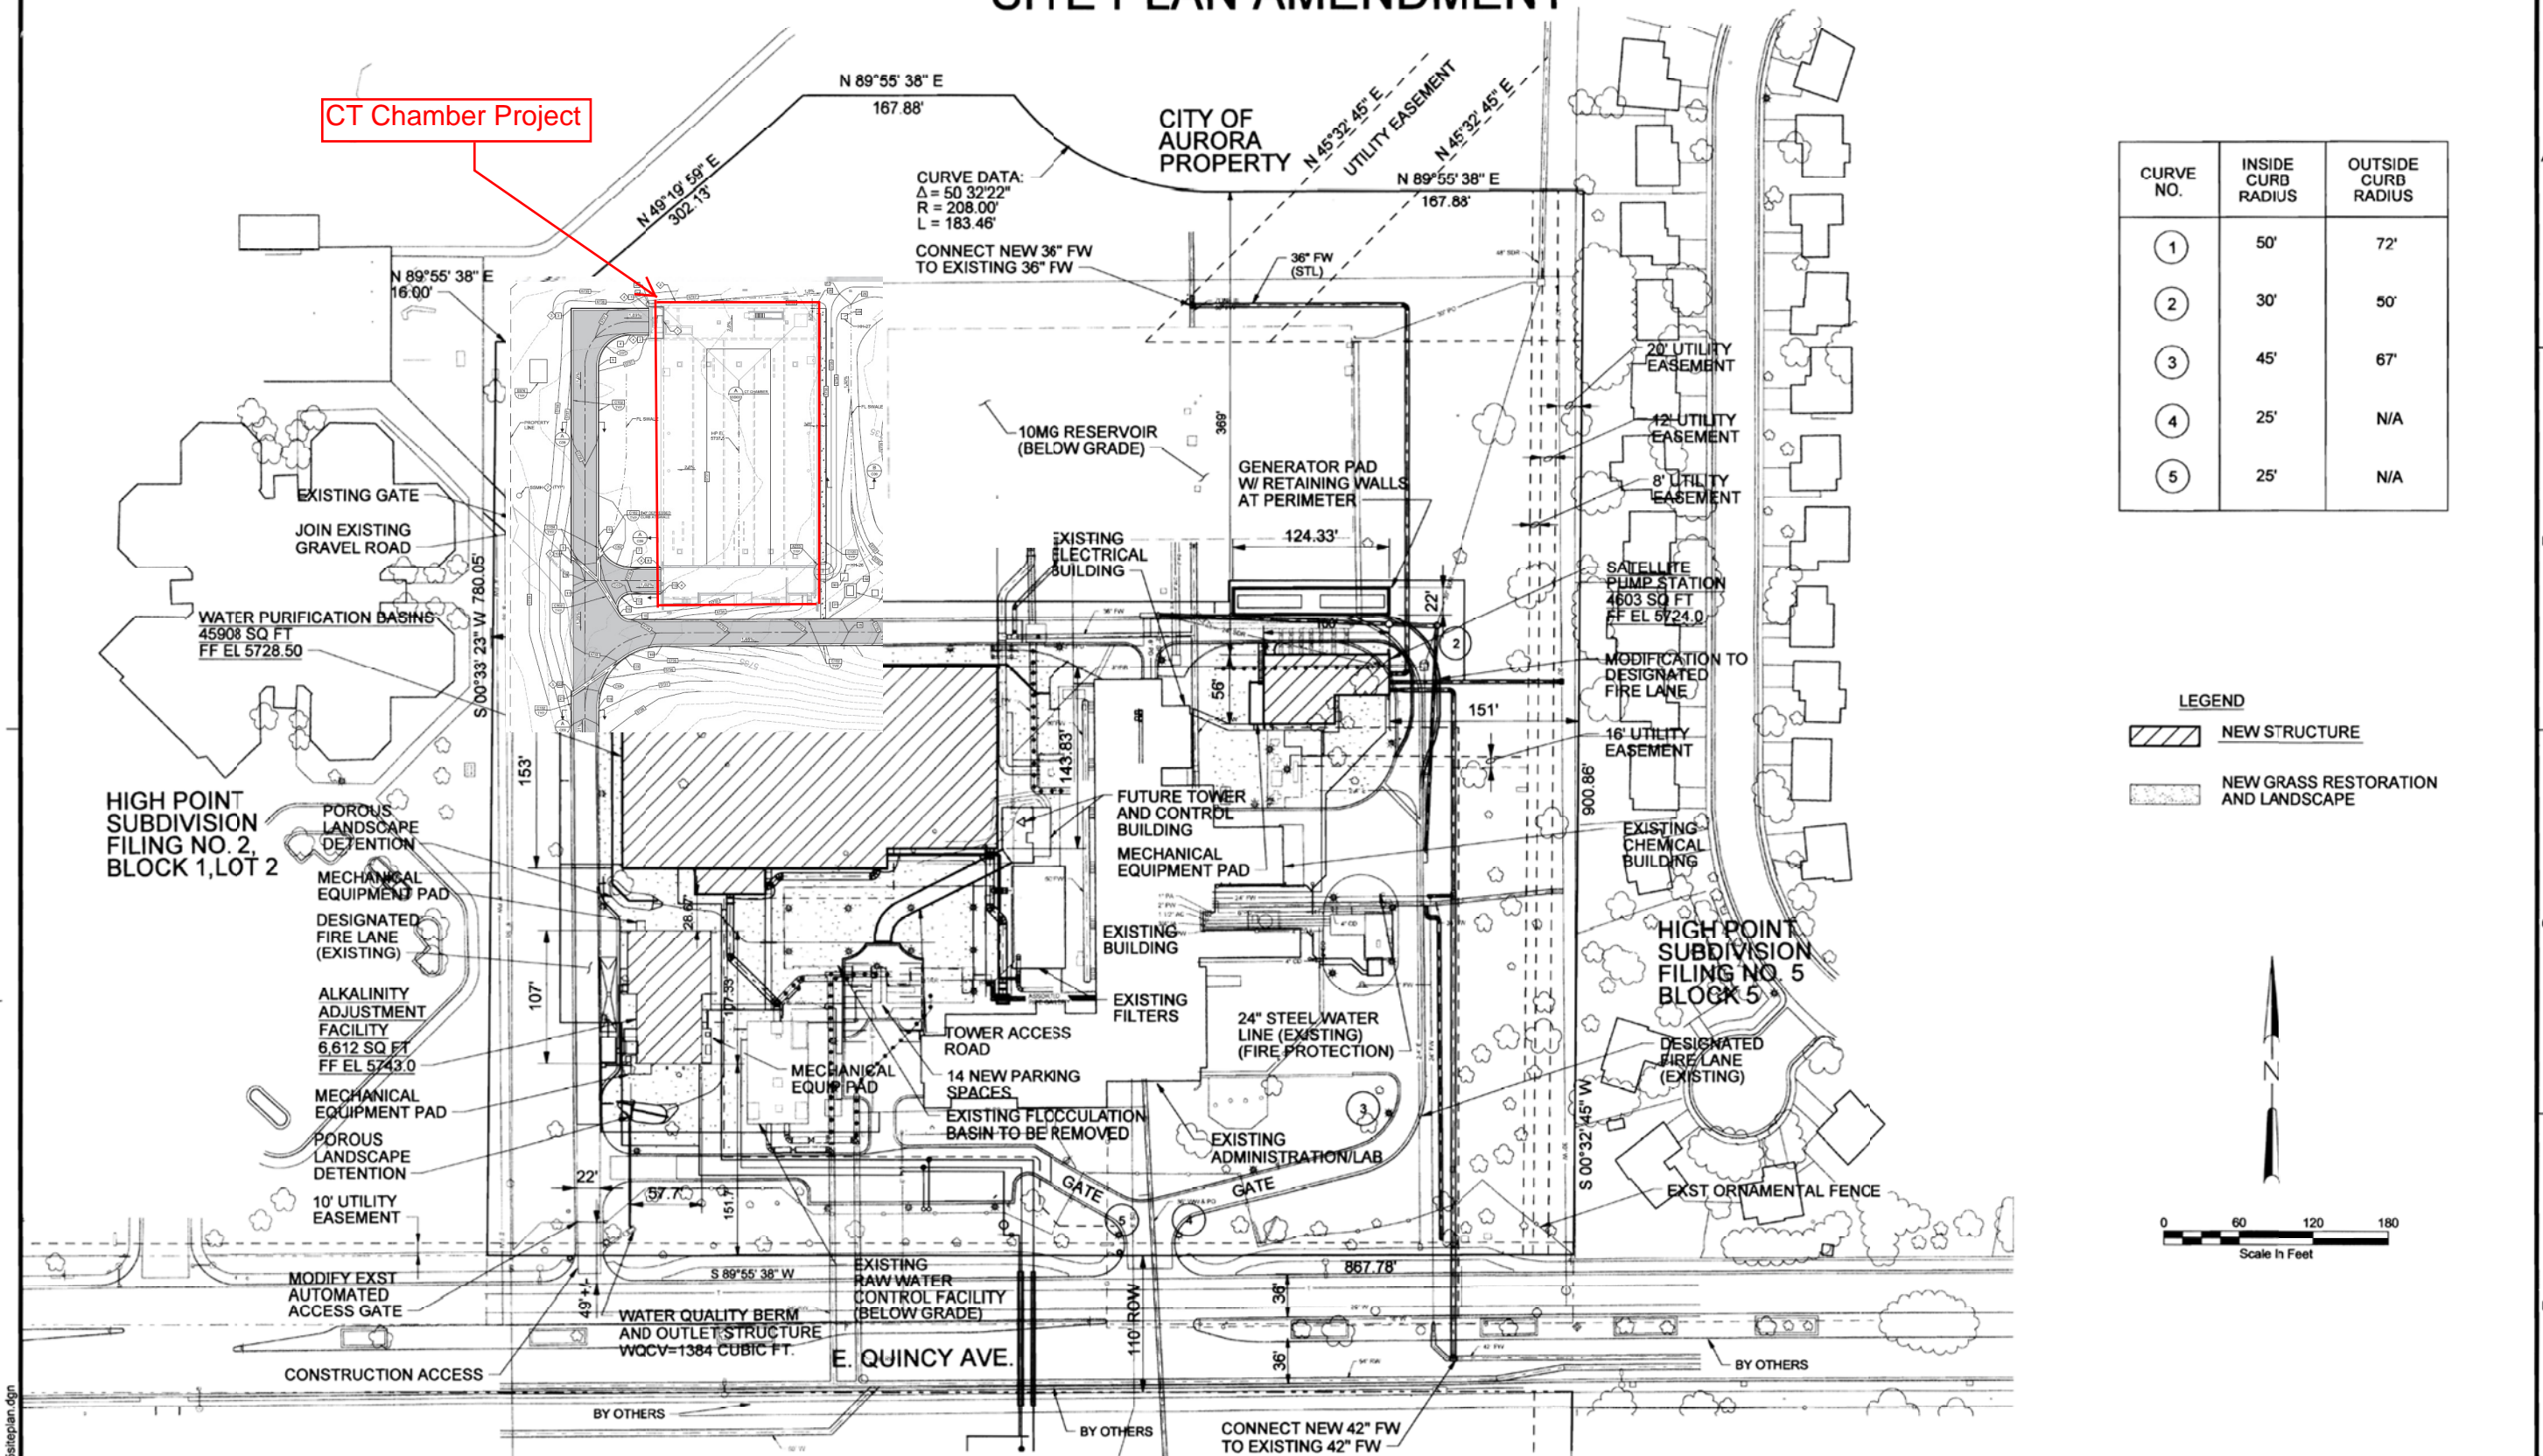 SITE PLAN AMENDMENT
CT Chamber Project
N 89°55' 38" E
167.88'
N 49°19' 59" E
302.13'
CITY OF
AURORA
PROPERTY
N 45°32' 45" E
UTILITY EASEMENT
N 45°32' 45" E
CURVE DATA:
Δ = 50 32'22"
R = 208.00'
L = 183.46'
N 89°55' 38" E
167.88'
CONNECT NEW 36" FW
TO EXISTING 36" FW
36" FW
(STL)
N 89°55' 38" E
16.00'
CURVE
NO.
INSIDE
CURB
RADIUS
OUTSIDE
CURB
RADIUS
1 50' 72'
2 30' 50'
3 45' 67'
4 25' N/A
5 25' N/A
20' UTILITY
EASEMENT
12' UTILITY
EASEMENT
8' UTILITY
EASEMENT
369'
10MG RESERVOIR
(BELOW GRADE)
GENERATOR PAD
W/ RETAINING WALLS
AT PERIMETER
124.33'
EXISTING GATE
JOIN EXISTING
GRAVEL ROAD
EXISTING
ELECTRICAL
BUILDING
S 00°33' 23" W 780.05'
WATER PURIFICATION BASINS
45908 SQ FT
FF EL 5728.50
SATELLITE
PUMP STATION
4603 SQ FT
FF EL 5724.0
22'
100'
2
56'
MODIFICATION TO
DESIGNATED
FIRE LANE
151'
16' UTILITY
EASEMENT
LEGEND
NEW STRUCTURE
NEW GRASS RESTORATION
AND LANDSCAPE
153'
143.83'
900.86'
HIGH POINT
SUBDIVISION
FILING NO. 2,
BLOCK 1,LOT 2
POROUS
LANDSCAPE
DETENTION
FUTURE TOWER
AND CONTROL
BUILDING
MECHANICAL
EQUIPMENT PAD
EXISTING
CHEMICAL
BUILDING
MECHANICAL
EQUIPMENT PAD
28.67'
DESIGNATED
FIRE LANE
(EXISTING)
EXISTING
BUILDING
HIGH POINT
SUBDIVISION
FILING NO. 5
BLOCK 5
107'
117.33'
ALKALINITY
ADJUSTMENT
FACILITY
6,612 SQ FT
FF EL 5743.0
EXISTING
FILTERS
TOWER ACCESS
ROAD
24" STEEL WATER
LINE (EXISTING)
(FIRE PROTECTION)
DESIGNATED
FIRE LANE
(EXISTING)
MECHANICAL
EQUIP PAD
14 NEW PARKING
SPACES
MECHANICAL
EQUIPMENT PAD
EXISTING FLOCCULATION
BASIN TO BE REMOVED
3
N
POROUS
LANDSCAPE
DETENTION
EXISTING
ADMINISTRATION/LAB
S 00°32' 45" W
22'
57.7'
GATE
GATE
EXST ORNAMENTAL FENCE
10' UTILITY
EASEMENT
5
4
0 60 120 180
Scale In Feet
S 89°55' 38" W
EXISTING
RAW WATER
CONTROL FACILITY
(BELOW GRADE)
867.78'
MODIFY EXST
AUTOMATED
ACCESS GATE
49'+/-
WATER QUALITY BERM
AND OUTLET STRUCTURE
WQCV=1384 CUBIC FT.
110' ROW
36'
36'
E. QUINCY AVE.
CONSTRUCTION ACCESS
BY OTHERS
BY OTHERS
BY OTHERS
CONNECT NEW 42" FW
TO EXISTING 42" FW
siteplan.dgn